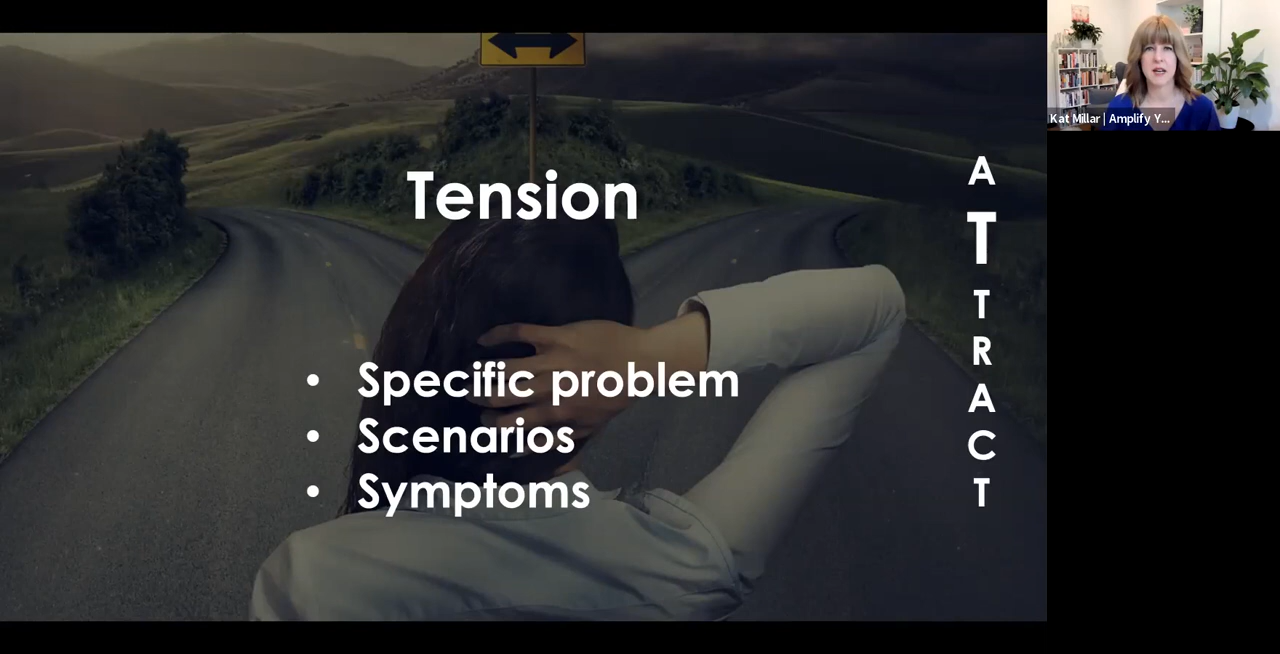 Tension
• Specific problem
• Scenarios
• Symptoms
A
T
T
R
A
C
T
Kat Millar | Amplify Y...